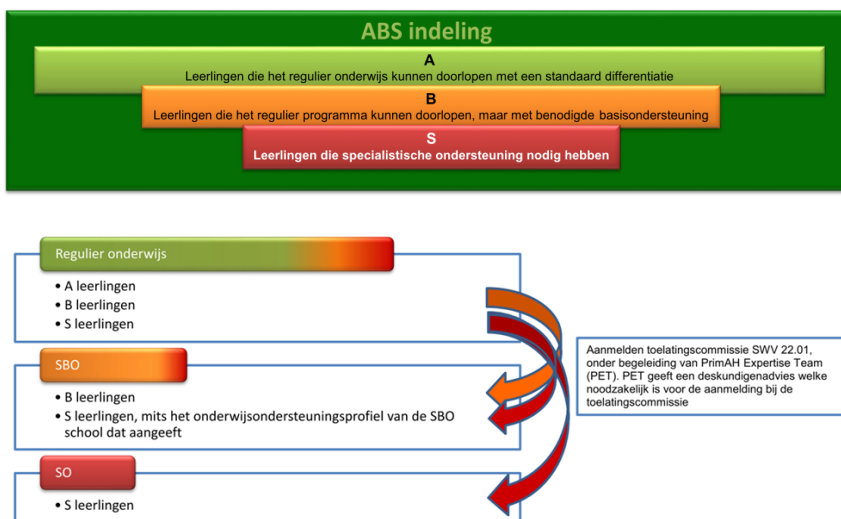 ABS indeling
A
Leerlingen die het regulier onderwijs kunnen doorlopen met een standaard differentiatie
B
Leerlingen die het regulier programma kunnen doorlopen, maar met benodigde basisondersteuning
S
Leerlingen die specialistische ondersteuning nodig hebben
Regulier onderwijs
• A leerlingen
• B leerlingen
• S leerlingen
SBO
• B leerlingen
• S leerlingen, mits het onderwijsondersteuningsprofiel van de SBO
school dat aangeeft
SO
• S leerlingen
Aanmelden toelatingscommissie SWV 22.01,
onder begeleiding van PrimAH Expertise Team
(PET). PET geeft een deskundigenadvies welke
noodzakelijk is voor de aanmelding bij de
toelatingscommissie